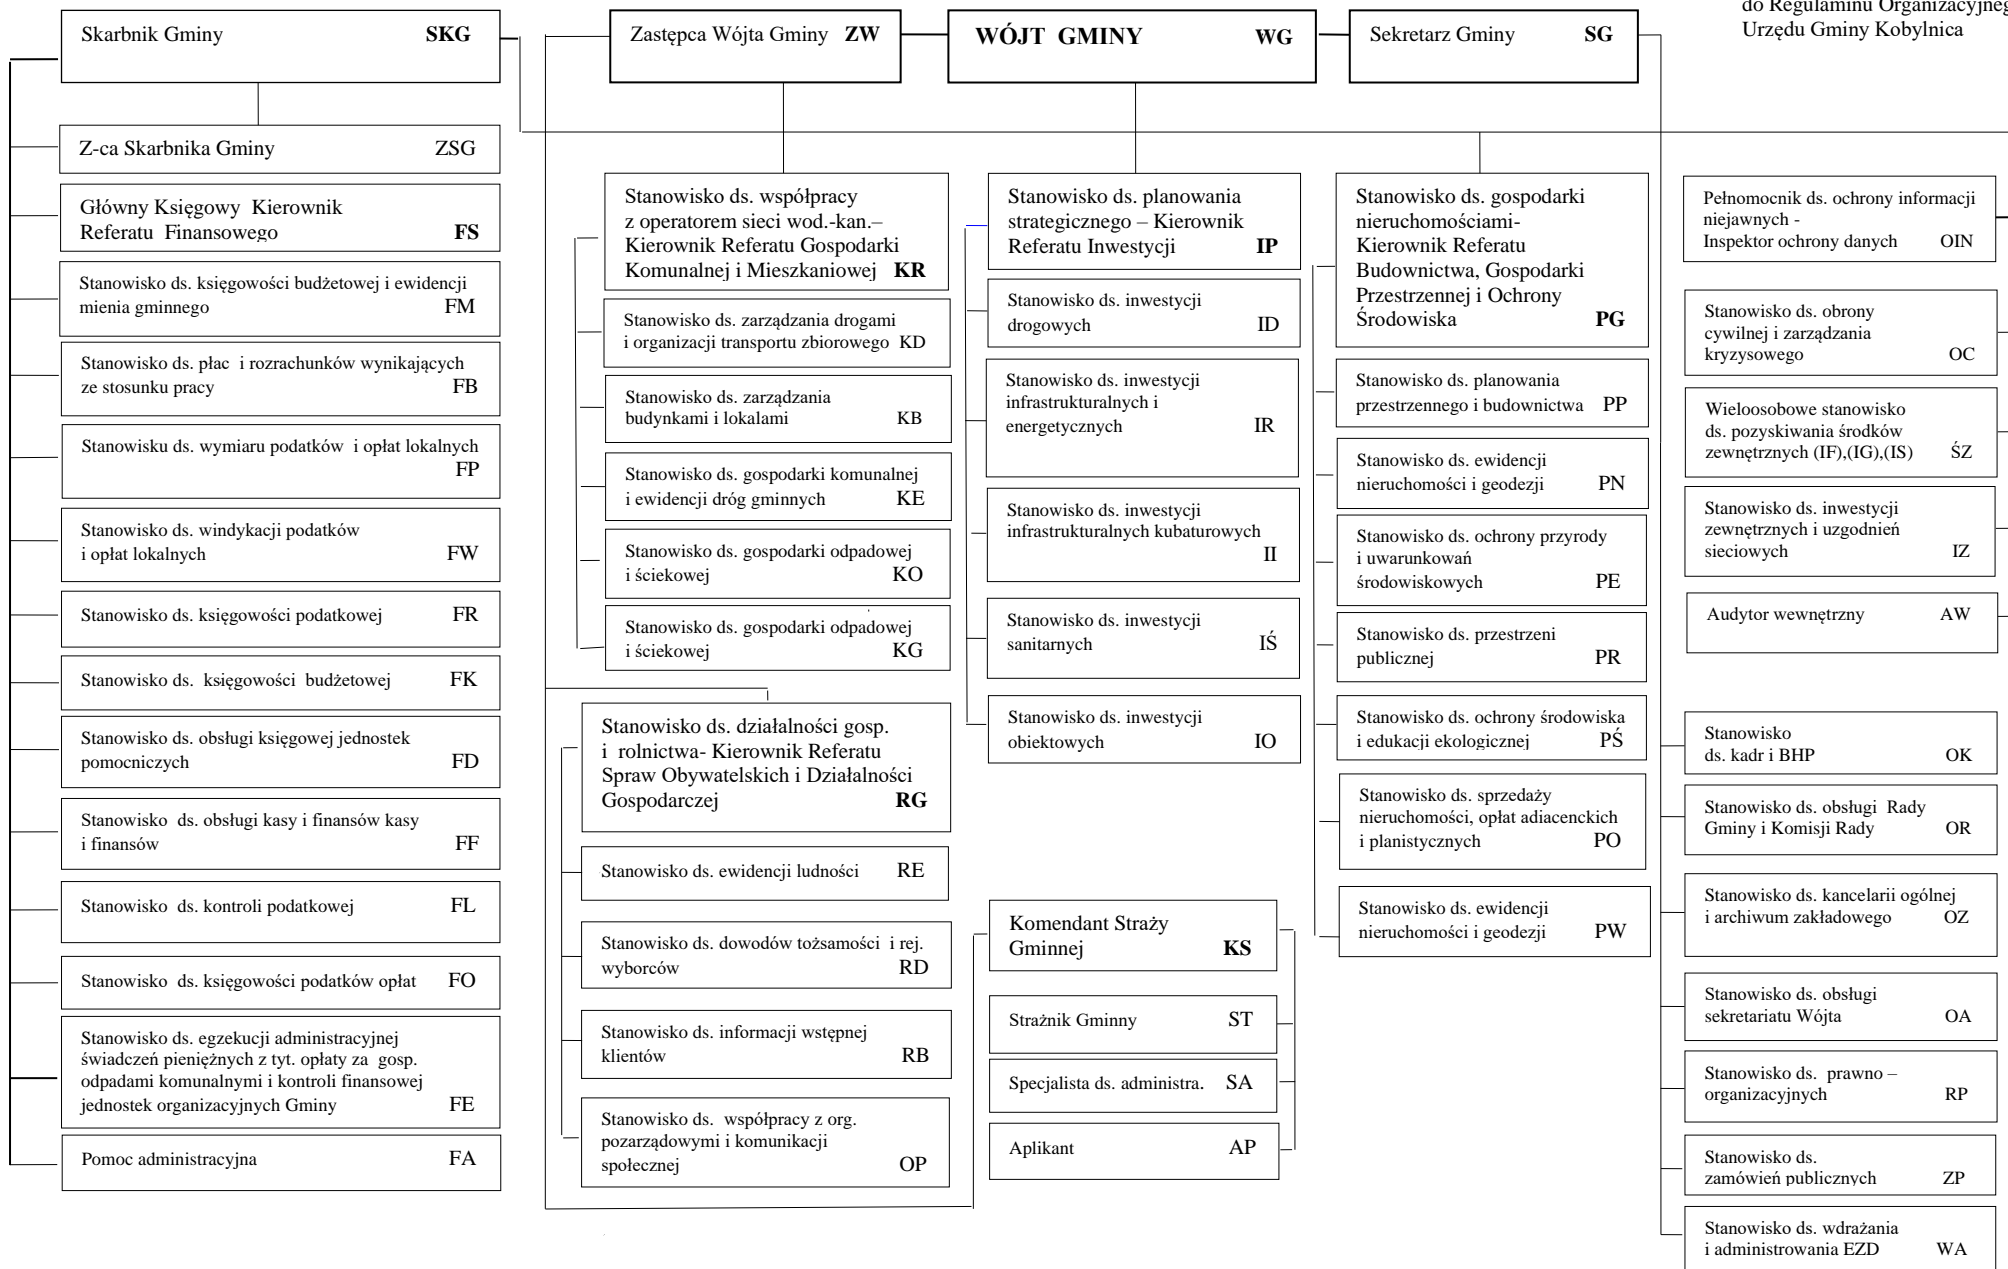 do Regulaminu Organizacyjneg
Urzędu Gminy Kobylnica
Skarbnik Gminy SKG
Zastępca Wójta Gminy ZW
WÓJT GMINY WG
Sekretarz Gminy SG
Z-ca Skarbnika Gminy ZSG
Główny Księgowy Kierownik
Referatu Finansowego FS
Stanowisko ds. księgowości budżetowej i ewidencji
mienia gminnego FM
Stanowisko ds. płac i rozrachunków wynikających
ze stosunku pracy FB
Stanowisku ds. wymiaru podatków i opłat lokalnych
FP
Stanowisko ds. windykacji podatków
i opłat lokalnych FW
Stanowisko ds. księgowości podatkowej FR
Stanowisko ds. księgowości budżetowej FK
Stanowisko ds. obsługi księgowej jednostek
pomocniczych FD
Stanowisko ds. obsługi kasy i finansów kasy
i finansów FF
Stanowisko ds. kontroli podatkowej FL
Stanowisko ds. księgowości podatków opłat FO
Stanowisko ds. egzekucji administracyjnej
świadczeń pieniężnych z tyt. opłaty za gosp.
odpadami komunalnymi i kontroli finansowej
jednostek organizacyjnych Gminy FE
Pomoc administracyjna FA
Stanowisko ds. współpracy
z operatorem sieci wod.-kan.–
Kierownik Referatu Gospodarki
Komunalnej i Mieszkaniowej KR
Stanowisko ds. zarządzania drogami
i organizacji transportu zbiorowego KD
Stanowisko ds. zarządzania
budynkami i lokalami KB
Stanowisko ds. gospodarki komunalnej
i ewidencji dróg gminnych KE
Stanowisko ds. gospodarki odpadowej
i ściekowej KO
Stanowisko ds. gospodarki odpadowej
i ściekowej KG
Stanowisko ds. działalności gosp.
i rolnictwa- Kierownik Referatu
Spraw Obywatelskich i Działalności
Gospodarczej RG
Stanowisko ds. ewidencji ludności RE
Stanowisko ds. dowodów tożsamości i rej.
wyborców RD
Stanowisko ds. informacji wstępnej
klientów RB
Stanowisko ds. współpracy z org.
pozarządowymi i komunikacji
społecznej OP
Stanowisko ds. planowania
strategicznego – Kierownik
Referatu Inwestycji IP
Stanowisko ds. inwestycji
drogowych ID
Stanowisko ds. inwestycji
infrastrukturalnych i
energetycznych IR
Stanowisko ds. inwestycji
infrastrukturalnych kubaturowych
II
Stanowisko ds. inwestycji
sanitarnych IŚ
Stanowisko ds. inwestycji
obiektowych IO
Komendant Straży
Gminnej KS
Strażnik Gminny ST
Specjalista ds. administra. SA
Aplikant AP
Stanowisko ds. gospodarki
nieruchomościami-
Kierownik Referatu
Budownictwa, Gospodarki
Przestrzennej i Ochrony
Środowiska PG
Stanowisko ds. planowania
przestrzennego i budownictwa PP
Stanowisko ds. ewidencji
nieruchomości i geodezji PN
Stanowisko ds. ochrony przyrody
i uwarunkowań
środowiskowych PE
Stanowisko ds. przestrzeni
publicznej PR
Stanowisko ds. ochrony środowiska
i edukacji ekologicznej PŚ
Stanowisko ds. sprzedaży
nieruchomości, opłat adiacenckich
i planistycznych PO
Stanowisko ds. ewidencji
nieruchomości i geodezji PW
Pełnomocnik ds. ochrony informacji
niejawnych -
Inspektor ochrony danych OIN
Stanowisko ds. obrony
cywilnej i zarządzania
kryzysowego OC
Wieloosobowe stanowisko
ds. pozyskiwania środków
zewnętrznych (IF),(IG),(IS) ŚZ
Stanowisko ds. inwestycji
zewnętrznych i uzgodnień
sieciowych IZ
Audytor wewnętrzny AW
Stanowisko
ds. kadr i BHP OK
Stanowisko ds. obsługi Rady
Gminy i Komisji Rady OR
Stanowisko ds. kancelarii ogólnej
i archiwum zakładowego OZ
Stanowisko ds. obsługi
sekretariatu Wójta OA
Stanowisko ds. prawno –
organizacyjnych RP
Stanowisko ds.
zamówień publicznych ZP
Stanowisko ds. wdrażania
i administrowania EZD WA